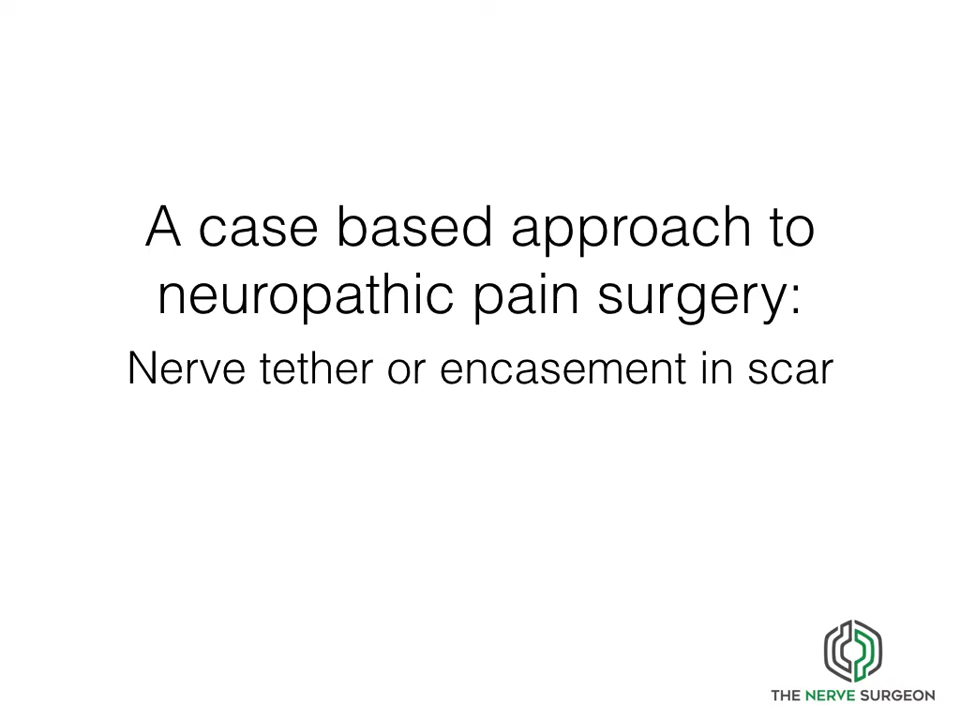 A case based approach to
neuropathic pain surgery:
Nerve tether or encasement in scar
THE NERVE SURGEON